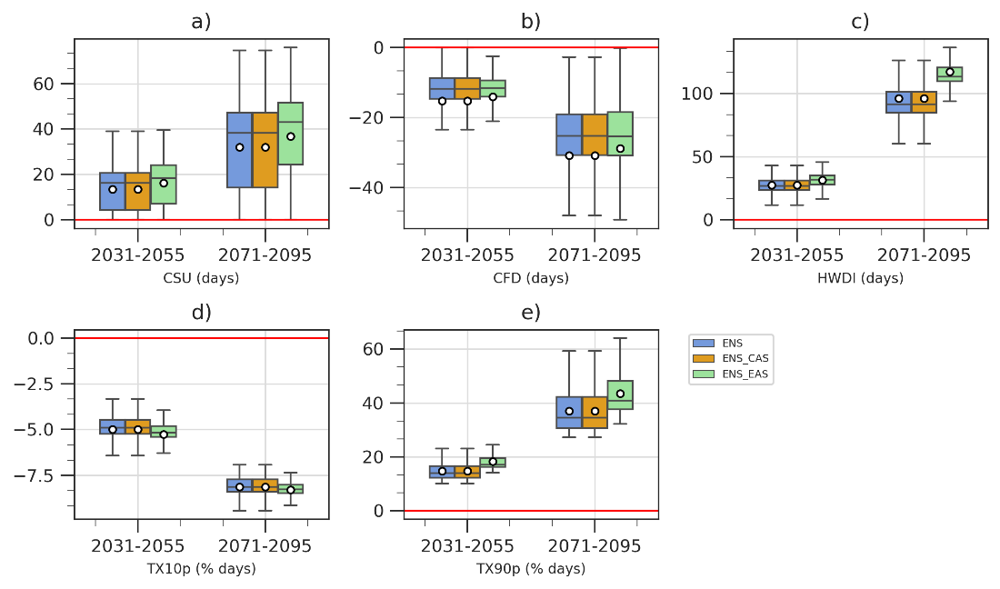 a)
60
40
20
0
2031-2055
2071-2095
CSU (days)
b)
0
−20
−40
2031-2055
2071-2095
CFD (days)
c)
100
50
0
2031-2055
2071-2095
HWDI (days)
d)
0.0
−2.5
−5.0
−7.5
2031-2055
2071-2095
TX10p (% days)
e)
60
40
20
0
2031-2055
2071-2095
TX90p (% days)
ENS
ENS_CAS
ENS_EAS